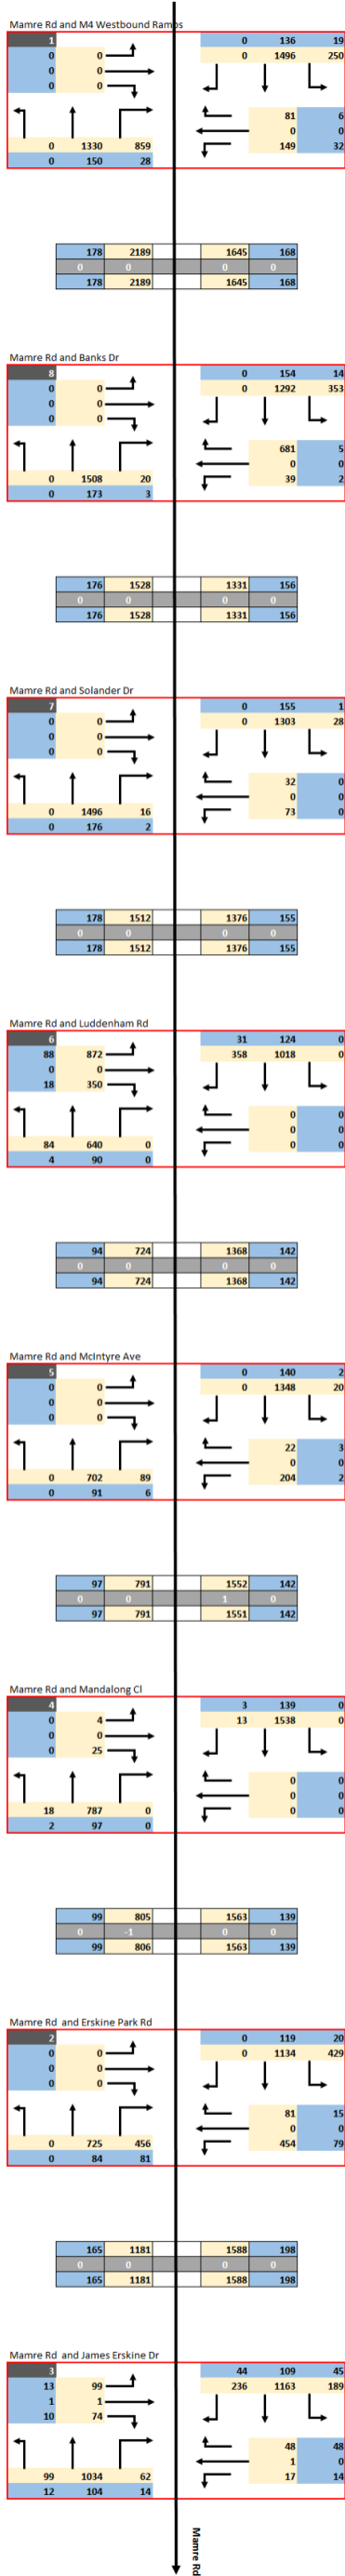 Mamre Rd and M4 Westbound Ramps
1 0 136 19
0 0 0 1496 250
0 0
0 0
81 6
0 0
0 1330 859 149 32
0 150 28
178 2189 1645 168
0 0 0 0
178 2189 1645 168
Mamre Rd and Banks Dr
8 0 154 14
0 0 0 1292 353
0 0
0 0
681 5
0 0
0 1508 20 39 2
0 173 3
176 1528 1331 156
0 0 0 0
176 1528 1331 156
Mamre Rd and Solander Dr
7 0 155 1
0 0 0 1303 28
0 0
0 0
32 0
0 0
0 1496 16 73 0
0 176 2
178 1512 1376 155
0 0 0 0
178 1512 1376 155
Mamre Rd and Luddenham Rd
6 31 124 0
88 872 358 1018 0
0 0
18 350
0 0
0 0
84 640 0 0 0
4 90 0
94 724 1368 142
0 0 0 0
94 724 1368 142
Mamre Rd and McIntyre Ave
5 0 140 2
0 0 0 1348 20
0 0
0 0
22 3
0 0
0 702 89 204 2
0 91 6
97 791 1552 142
0 0 1 0
97 791 1551 142
Mamre Rd and Mandalong Cl
4 3 139 0
0 4 13 1538 0
0 0
0 25
0 0
0 0
18 787 0 0 0
2 97 0
99 805 1563 139
0 -1 0 0
99 806 1563 139
Mamre Rd and Erskine Park Rd
2 0 119 20
0 0 0 1134 429
0 0
0 0
81 15
0 0
0 725 456 454 79
0 84 81
165 1181 1588 198
0 0 0 0
165 1181 1588 198
Mamre Rd and James Erskine Dr
3 44 109 45
13 99 236 1163 189
1 1
10 74
48 48
1 0
99 1034 62 17 14
12 104 14
Mamre Rd